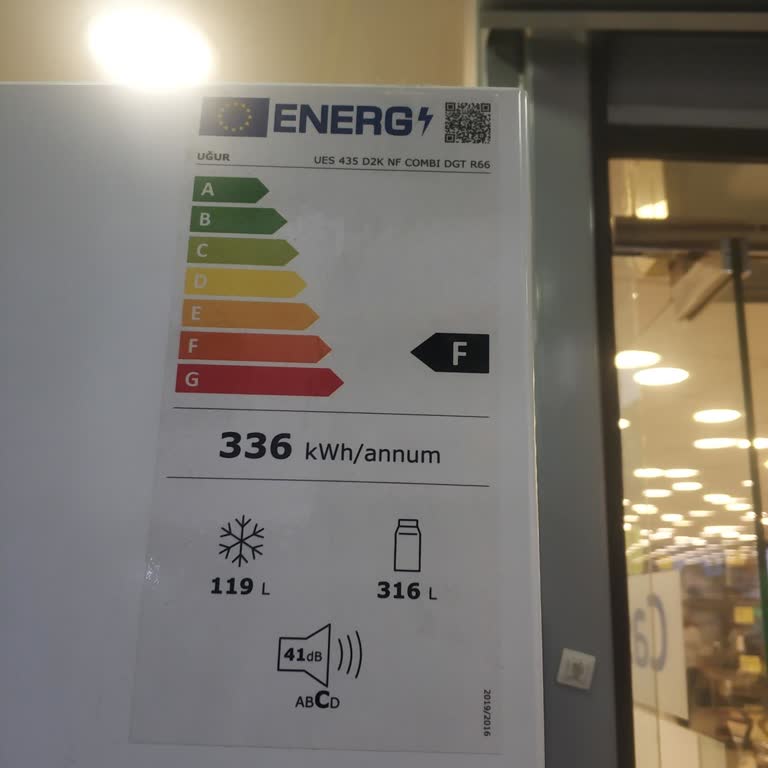 ENERG
UĞUR UES 435 D2K NF COMBI DGT R66
A
B
C
D
E
F
F
G
336 kWh/annum
119 L 316 L
41dB
ABCD
2019/2016